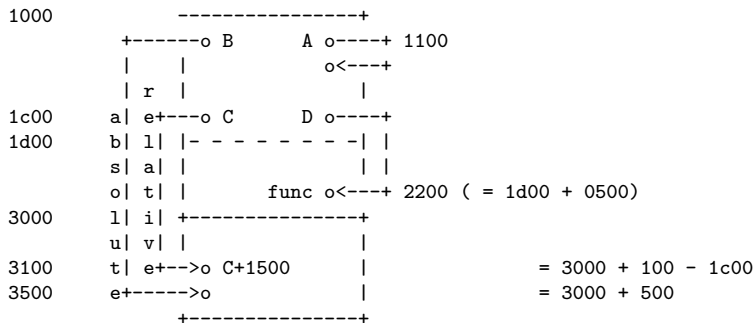 1000           ----------------+
          +------o B      A o----+ 1100
          |    |            o<---+
          | r  |               |
1c00     a| e+---o C      D o----+
1d00     b| l| |- - - - - - - -| |
         s| a| |               | |
         o| t| |       func o<---+ 2200 ( = 1d00 + 0500)
3000     l| i| +---------------+
         u| v| |               |
3100     t| e+-->o C+1500      |               = 3000 + 100 - 1c00
3500     e+----->o             |               = 3000 + 500
               +---------------+